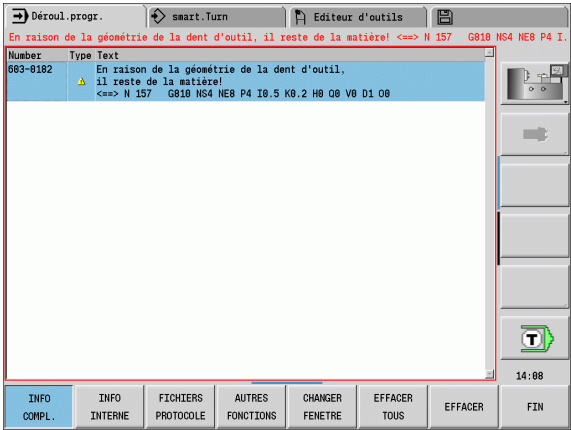 Déroul.progr.
smart.Turn
Editeur d'outils
En raison de la géométrie de la dent d'outil, il reste de la matière! <==> N 157 G810 NS4 NE8 P4 I.
Number Type Text
603-0182 En raison de la géométrie de la dent d'outil,
il reste de la matière!
<==> N 157 G810 NS4 NE8 P4 I0.5 K0.2 H0 Q0 V0 D1 O0
T
14:08
INFO COMPL.
INFO INTERNE
FICHIERS PROTOCOLE
AUTRES FONCTIONS
CHANGER FENETRE
EFFACER TOUS
EFFACER
FIN